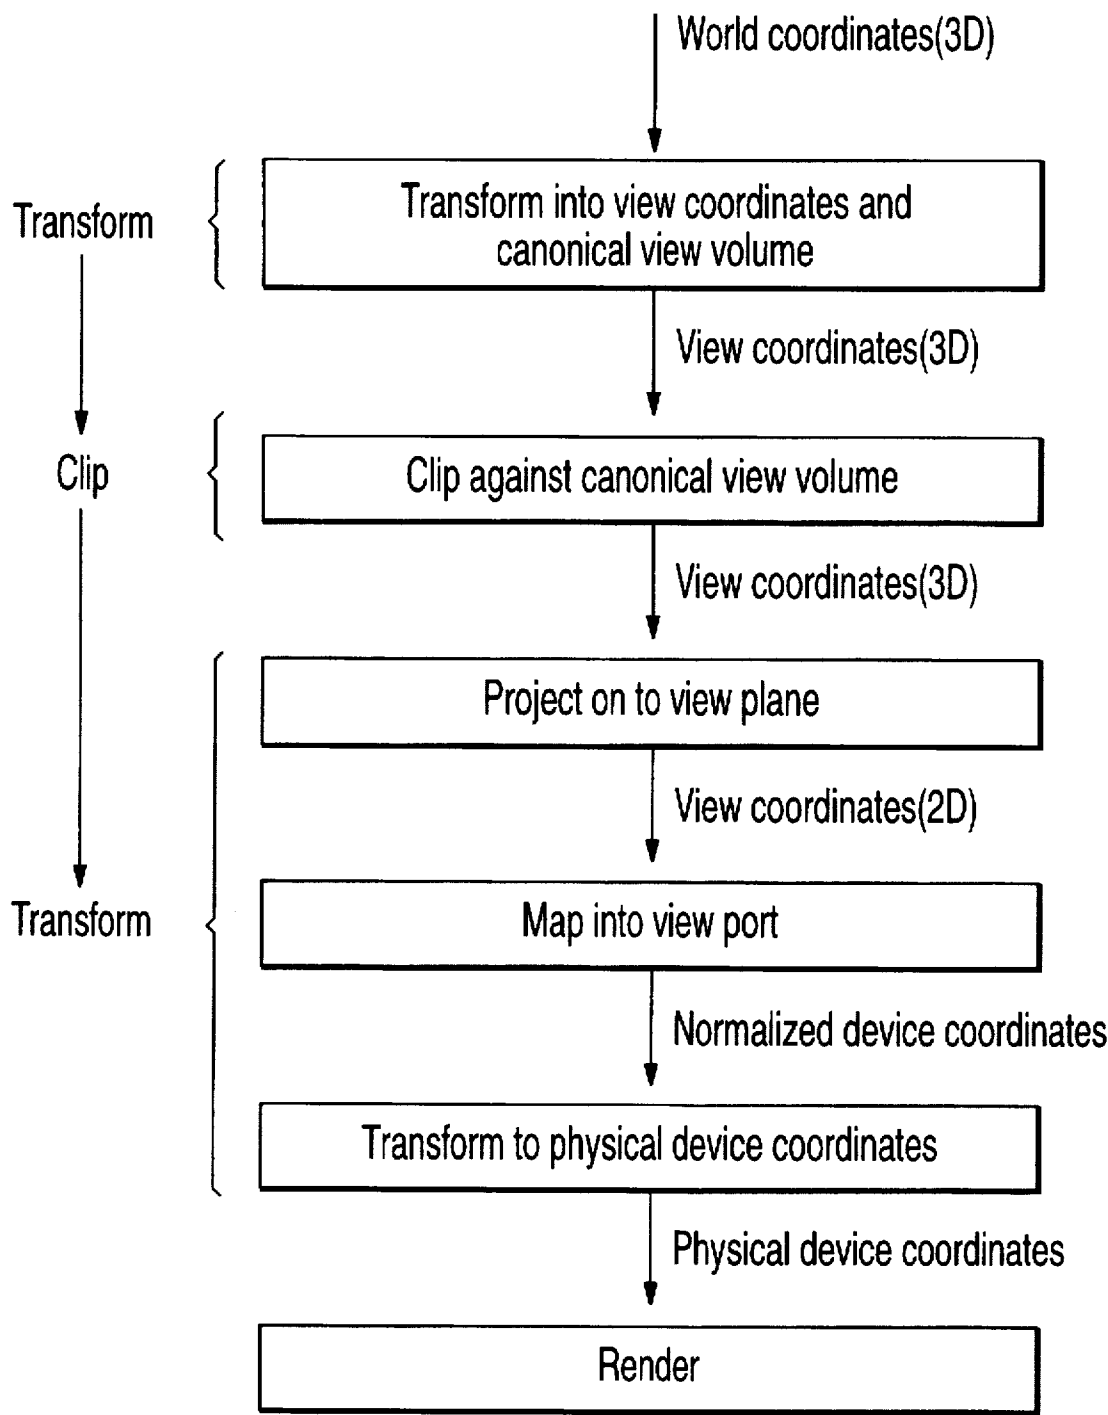 World coordinates(3D)
Transform
Transform into view coordinates and
canonical view volume
View coordinates(3D)
Clip
Clip against canonical view volume
View coordinates(3D)
Project on to view plane
View coordinates(2D)
Transform
Map into view port
Normalized device coordinates
Transform to physical device coordinates
Physical device coordinates
Render